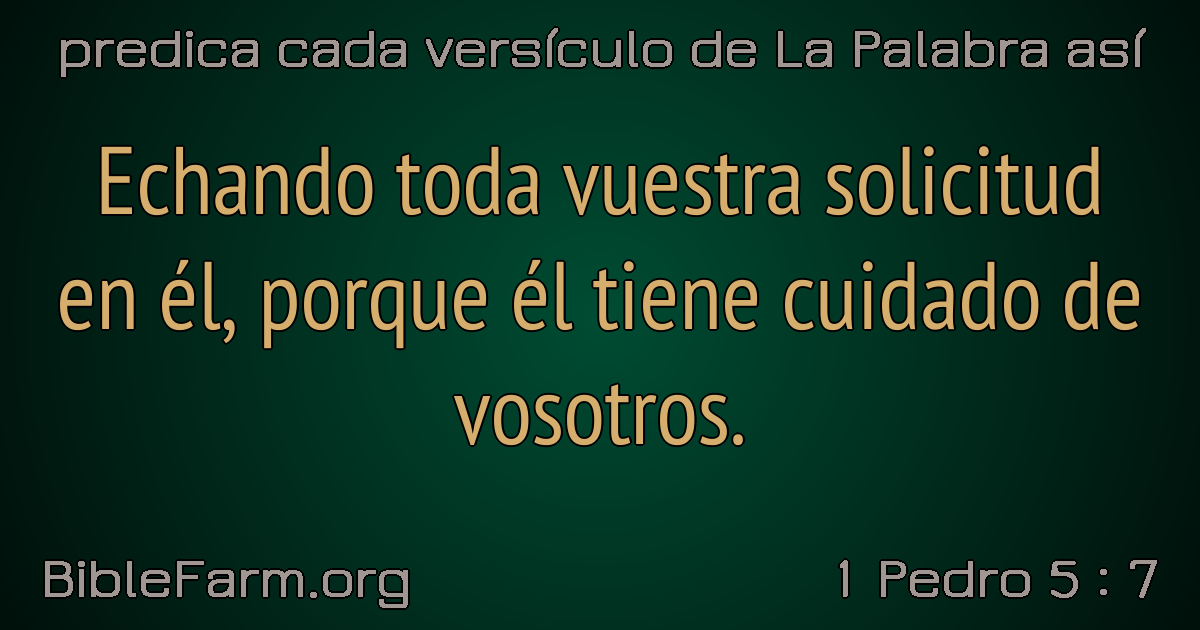 predica cada versículo de La Palabra así
Echando toda vuestra solicitud
en él, porque él tiene cuidado de
vosotros.
BibleFarm.org
1 Pedro 5 : 7